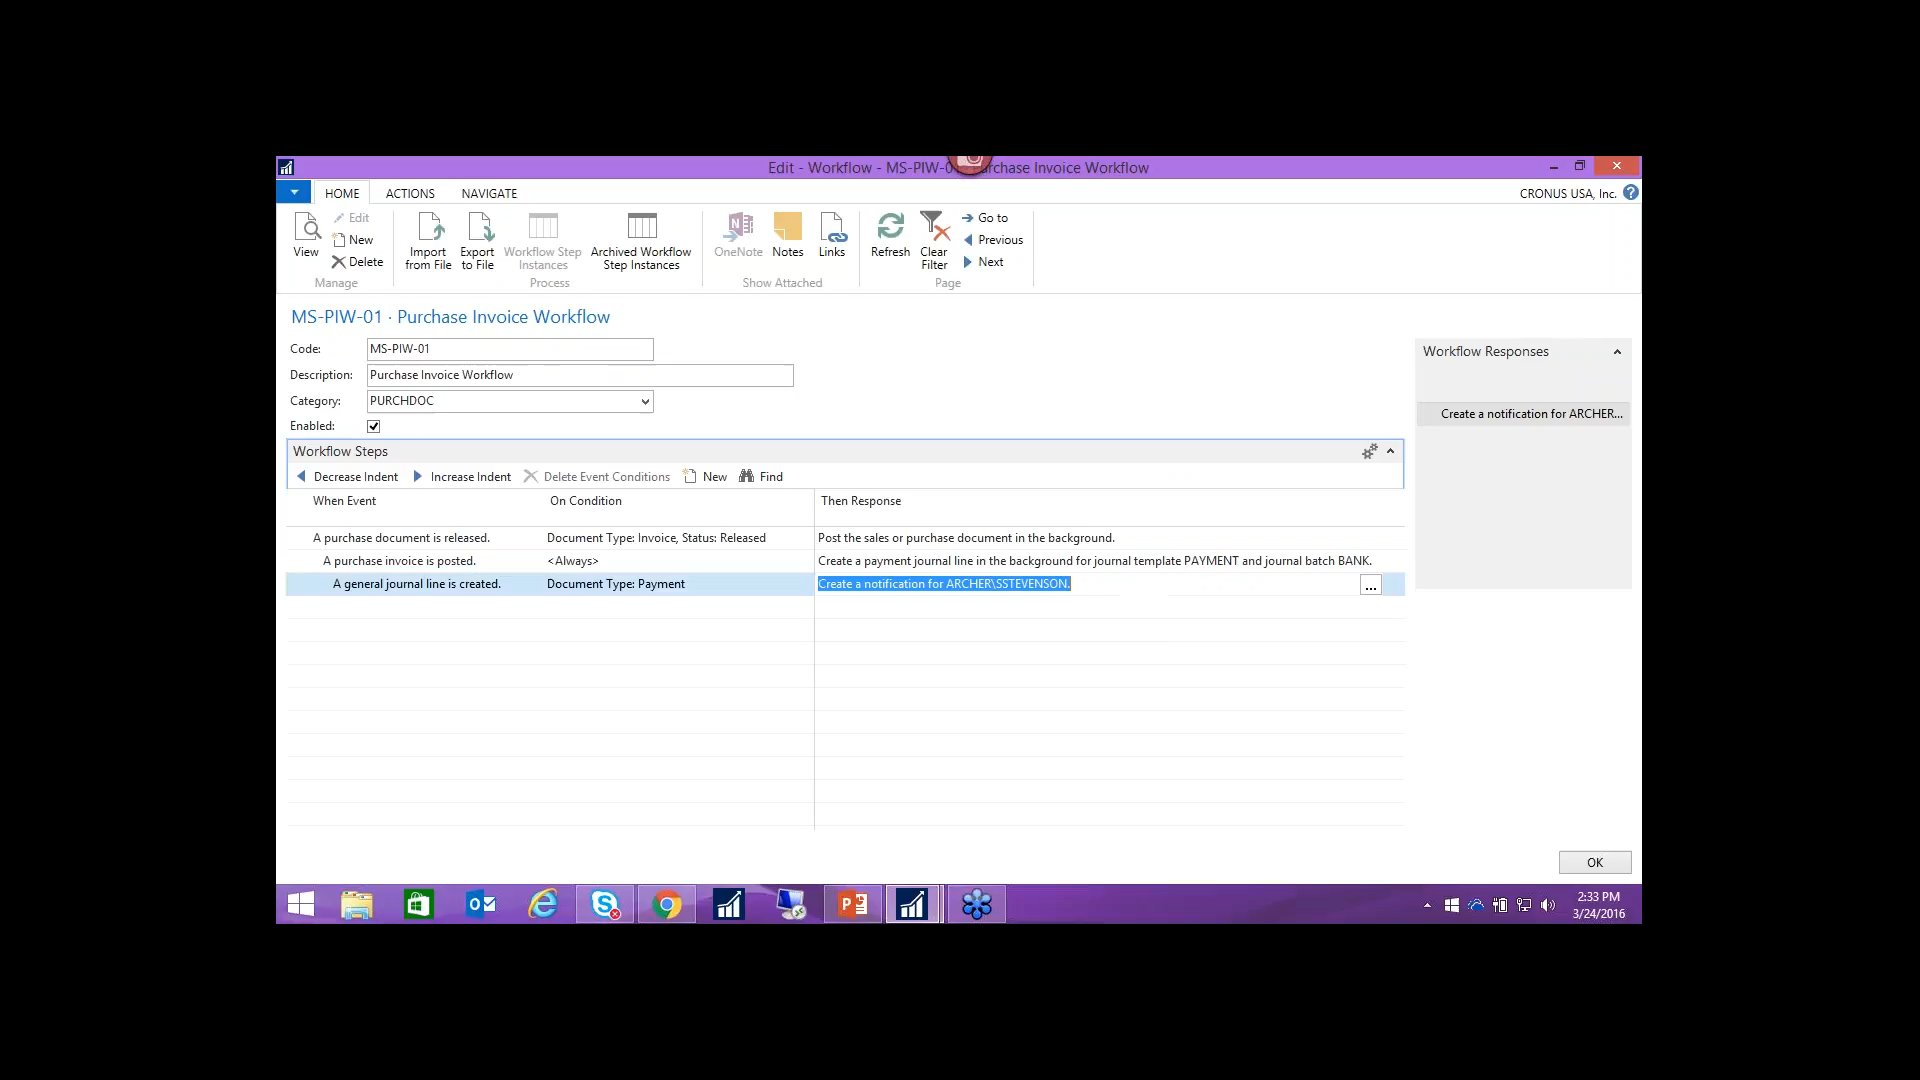 Edit - Workflow - MS-PIW-0 rchase Invoice Workflow
HOME ACTIONS NAVIGATE CRONUS USA, Inc. ?
View Edit New Delete
Import from File
Export to File
Workflow Step Instances
Archived Workflow Step Instances
OneNote Notes Links
Refresh
Clear Filter
Go to
Previous
Next
Manage Process Show Attached Page
MS-PIW-01 · Purchase Invoice Workflow
Code: MS-PIW-01
Description: Purchase Invoice Workflow
Category: PURCHDOC
Enabled:
Workflow Steps
Decrease Indent Increase Indent Delete Event Conditions New Find
When Event On Condition Then Response
A purchase document is released. Document Type: Invoice, Status: Released Post the sales or purchase document in the background.
A purchase invoice is posted. <Always> Create a payment journal line in the background for journal template PAYMENT and journal batch BANK.
A general journal line is created. Document Type: Payment Create a notification for ARCHER\SSTEVENSON. ...
Workflow Responses
Create a notification for ARCHER...
OK
2:33 PM
3/24/2016